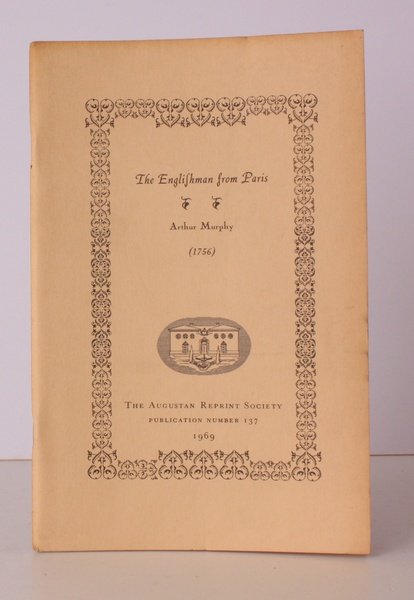 The Engliſhman from Paris
Arthur Murphy
(1756)
The Augustan Reprint Society
PUBLICATION NUMBER 137
1969